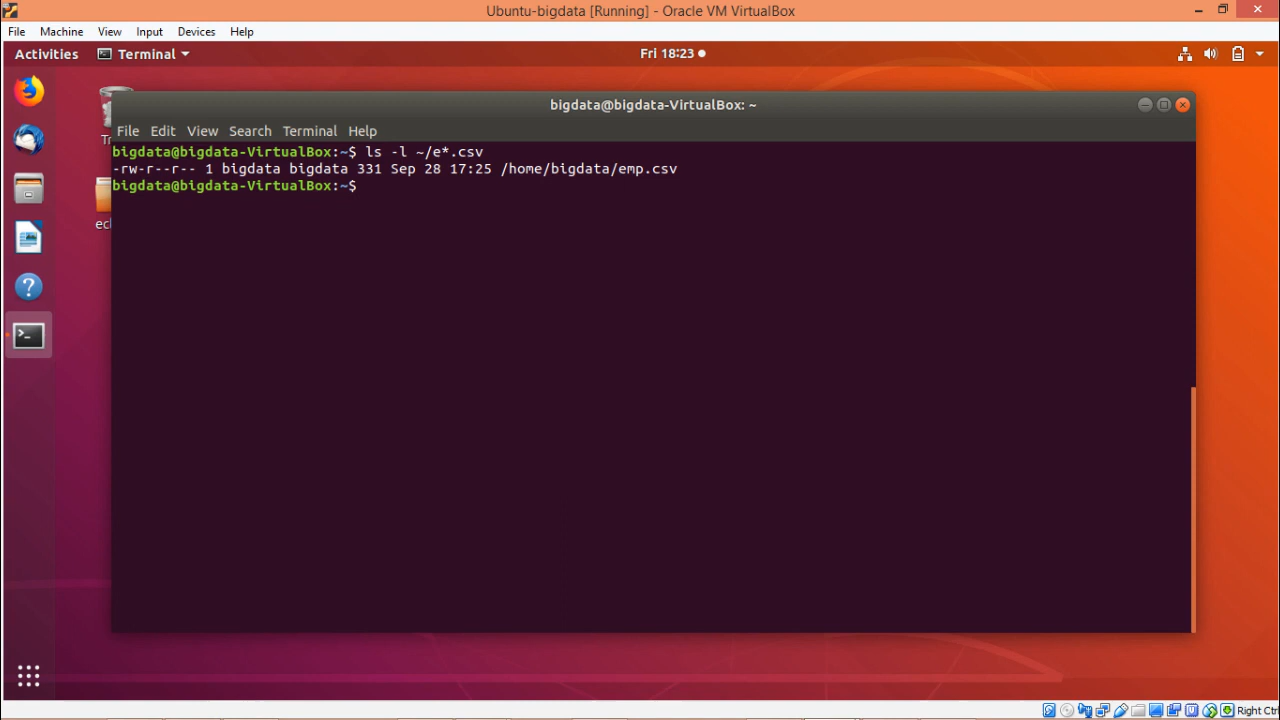 Ubuntu-bigdata [Running] - Oracle VM VirtualBox
File Machine View Input Devices Help
Activities Terminal Fri 18:23
bigdata@bigdata-VirtualBox: ~
File Edit View Search Terminal Help
bigdata@bigdata-VirtualBox:~$ ls -l ~/e*.csv
-rw-r--r-- 1 bigdata bigdata 331 Sep 28 17:25 /home/bigdata/emp.csv
bigdata@bigdata-VirtualBox:~$
Right Ctr